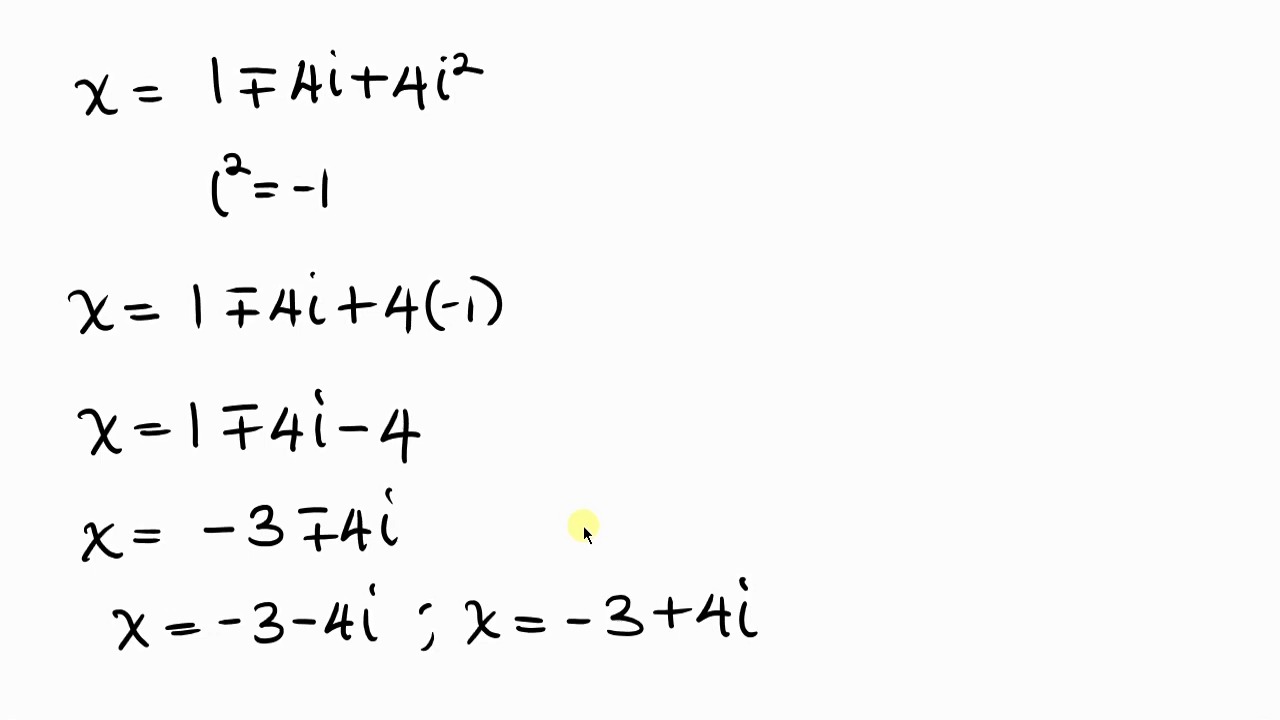 x = 1 ∓ 4i + 4i²
i² = -1
x = 1 ∓ 4i + 4(-1)
x = 1 ∓ 4i - 4
x = -3 ∓ 4i
x = -3 - 4i ; x = -3 + 4i